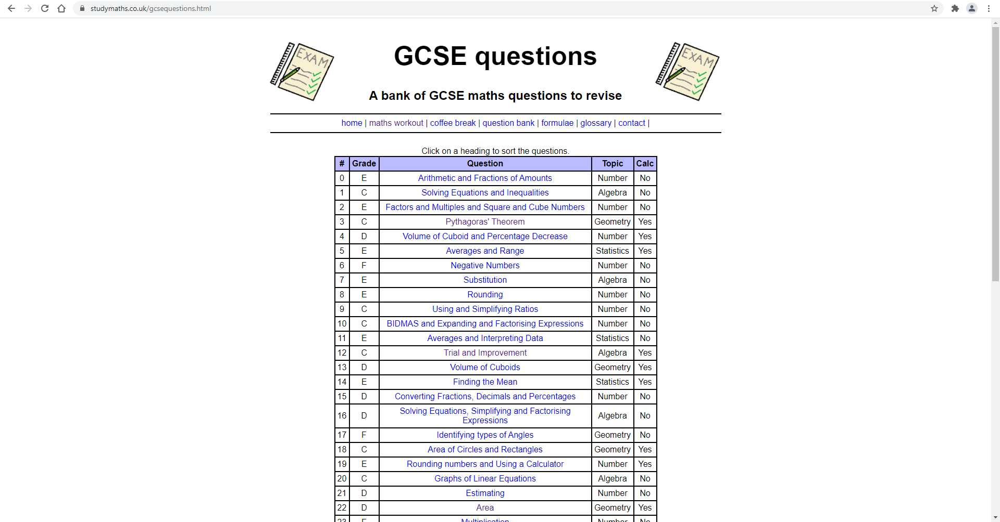 studymaths.co.uk/gcsequestions.html
EXAM
GCSE questions
EXAM
A bank of GCSE maths questions to revise
home | maths workout | coffee break | question bank | formulae | glossary | contact |
Click on a heading to sort the questions.
# Grade Question Topic Calc
0 E Arithmetic and Fractions of Amounts Number No
1 C Solving Equations and Inequalities Algebra No
2 E Factors and Multiples and Square and Cube Numbers Number No
3 C Pythagoras' Theorem Geometry Yes
4 D Volume of Cuboid and Percentage Decrease Number Yes
5 E Averages and Range Statistics Yes
6 F Negative Numbers Number No
7 E Substitution Algebra No
8 E Rounding Number No
9 C Using and Simplifying Ratios Number No
10 C BIDMAS and Expanding and Factorising Expressions Number No
11 E Averages and Interpreting Data Statistics No
12 C Trial and Improvement Algebra Yes
13 D Volume of Cuboids Geometry Yes
14 E Finding the Mean Statistics Yes
15 D Converting Fractions, Decimals and Percentages Number No
16 D Solving Equations, Simplifying and Factorising Expressions Algebra No
17 F Identifying types of Angles Geometry No
18 C Area of Circles and Rectangles Geometry Yes
19 E Rounding numbers and Using a Calculator Number Yes
20 C Graphs of Linear Equations Algebra No
21 D Estimating Number No
22 D Area Geometry Yes
23 Multiplication Number No